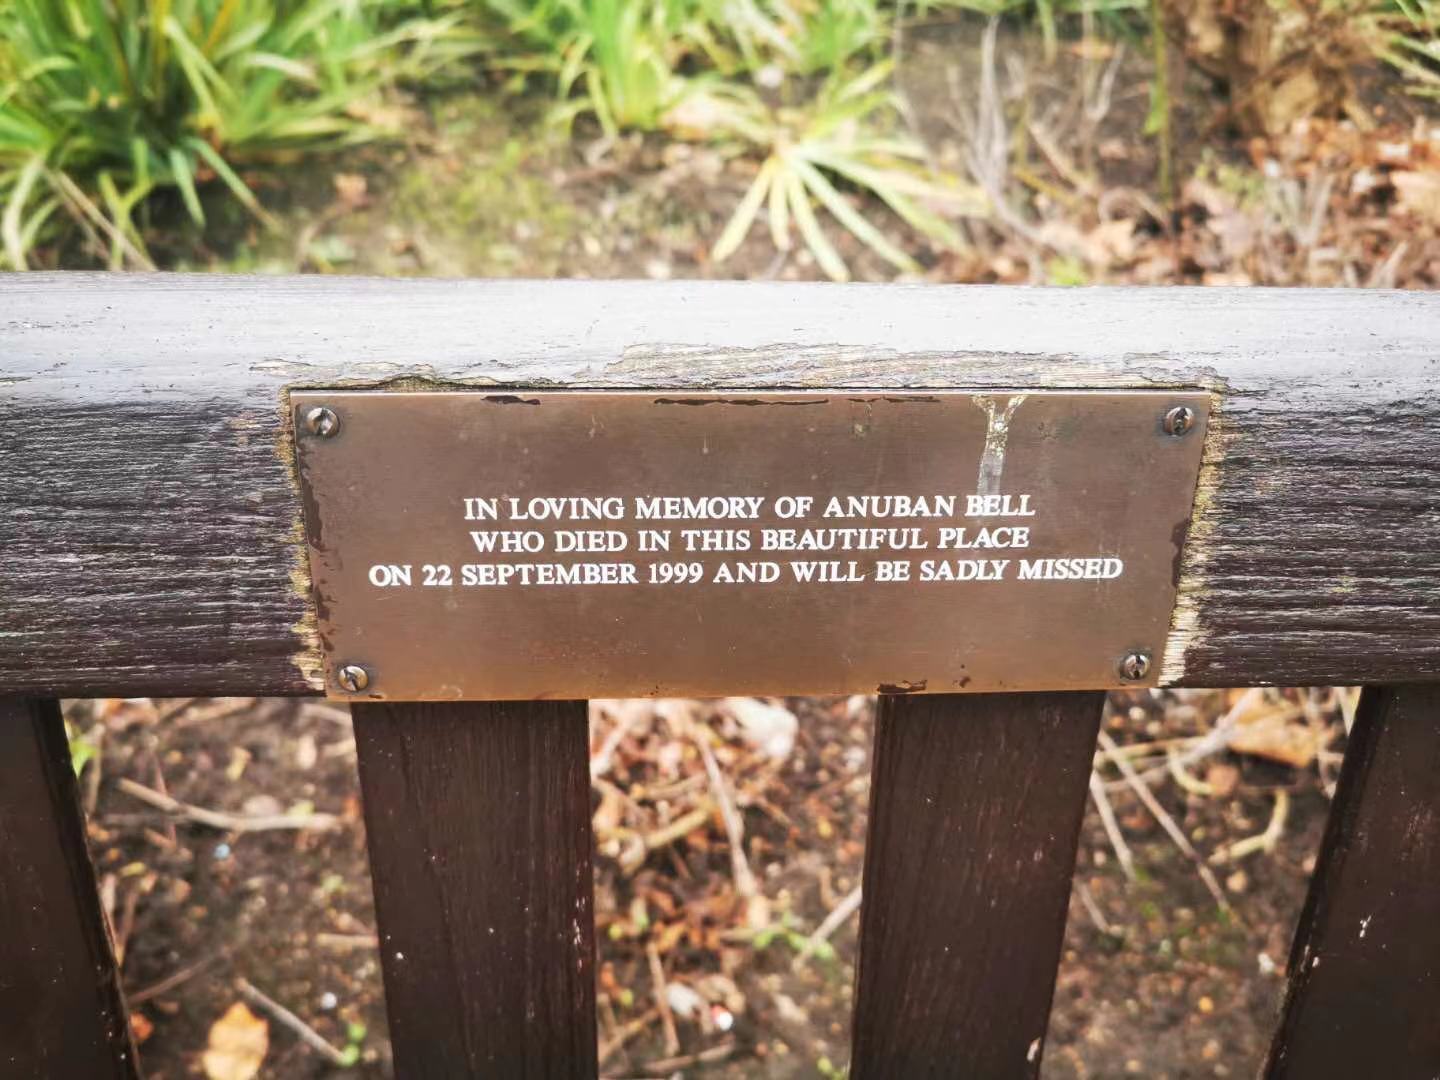 IN LOVING MEMORY OF ANUBAN BELL
WHO DIED IN THIS BEAUTIFUL PLACE
ON 22 SEPTEMBER 1999 AND WILL BE SADLY MISSED